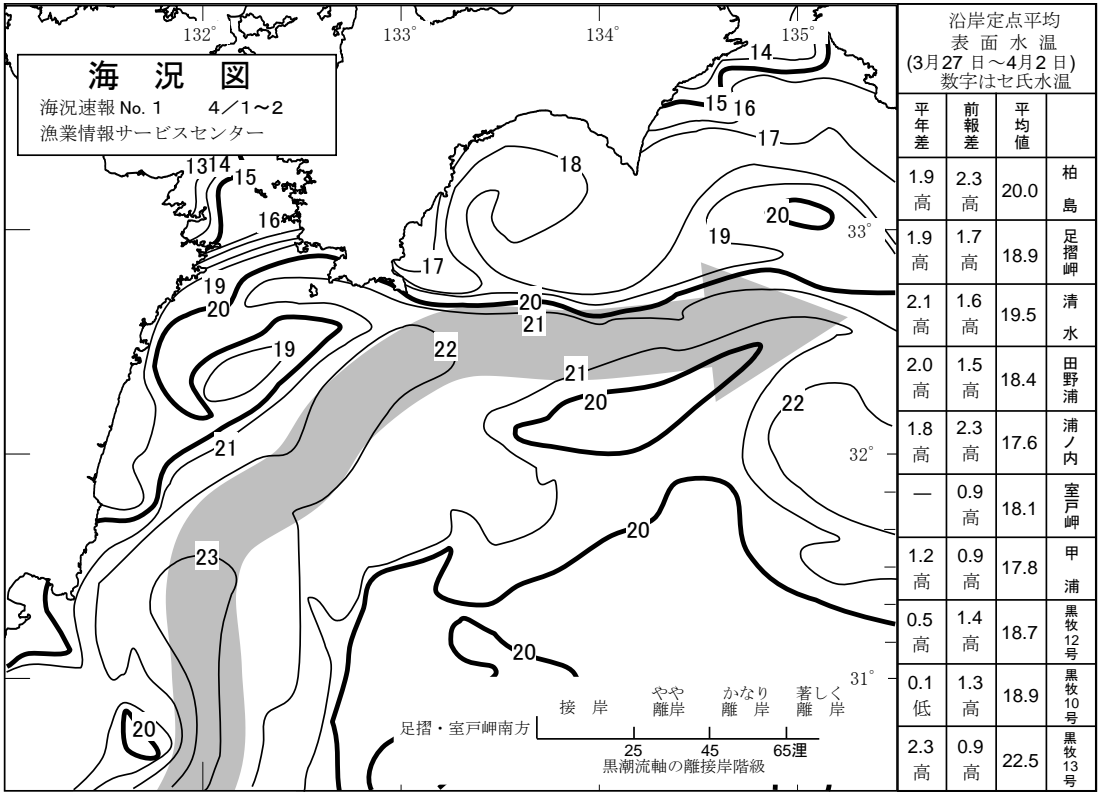 132°
133°
134°
135°
海 況 図
海況速報 No. 1 4／1～2
漁業情報サービスセンター
14
15
16
17
18
13
14
15
16
20
19
33°
17
19
20
20
21
19
22
21
20
22
21
32°
20
23
20
20
31°
接 岸
やや
離岸
かなり
離 岸
著しく
離 岸
足摺・室戸岬南方
25
45
65浬
黒潮流軸の離接岸階級
沿岸定点平均
表 面 水 温
(3月27 日～4月2 日)
数字はセ氏水温
平年差 前報差 平均値
1.9高 2.3高 20.0 柏島
1.9高 1.7高 18.9 足摺岬
2.1高 1.6高 19.5 清水
2.0高 1.5高 18.4 田野浦
1.8高 2.3高 17.6 浦ノ内
― 0.9高 18.1 室戸岬
1.2高 0.9高 17.8 甲浦
0.5高 1.4高 18.7 黒牧12号
0.1低 1.3高 18.9 黒牧10号
2.3高 0.9高 22.5 黒牧13号